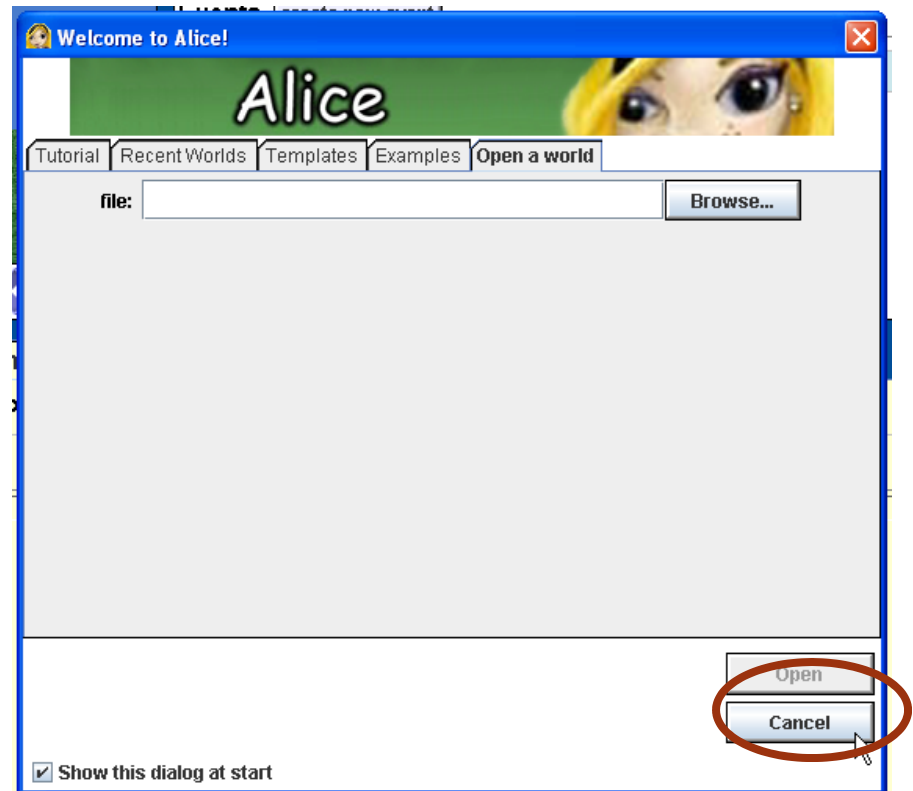 Welcome to Alice!
Alice
Tutorial Recent Worlds Templates Examples Open a world
file: Browse...
Open
Cancel
Show this dialog at start